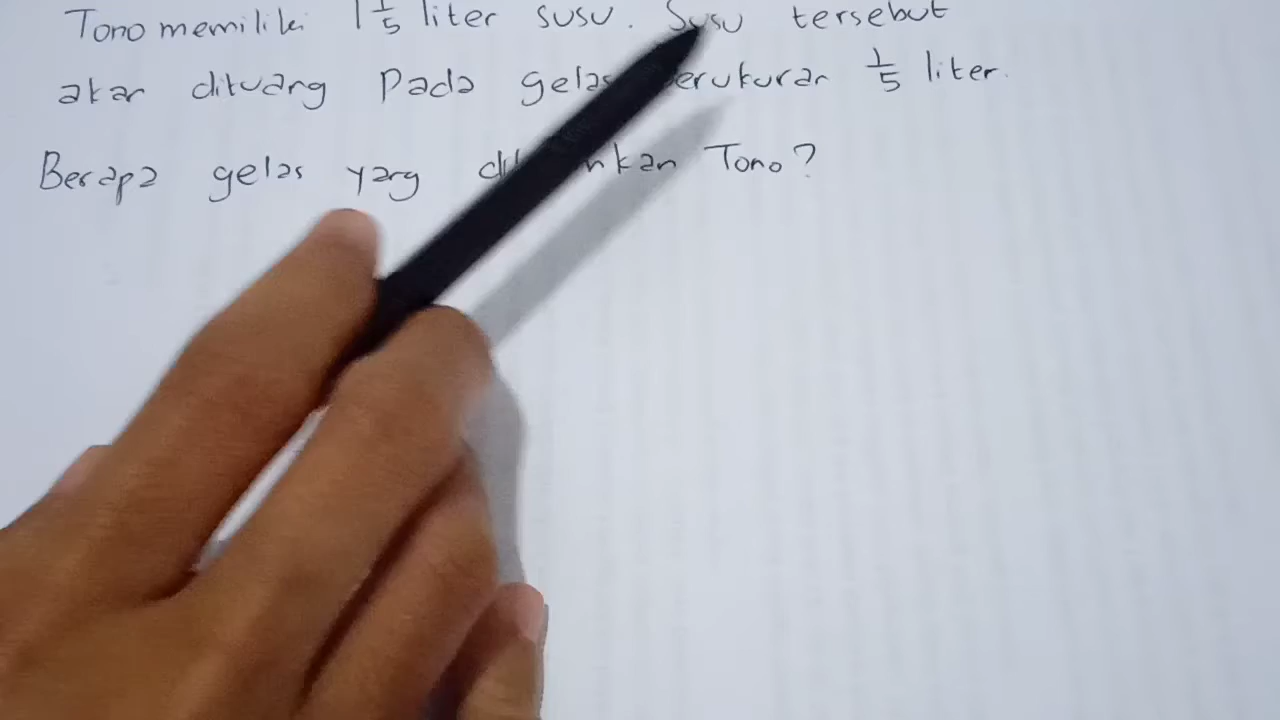 Tono memiliki 1 1/5 liter susu. Susu tersebut
akan dituang pada gelas berukuran 1/5 liter.
Berapa gelas yang Tono?